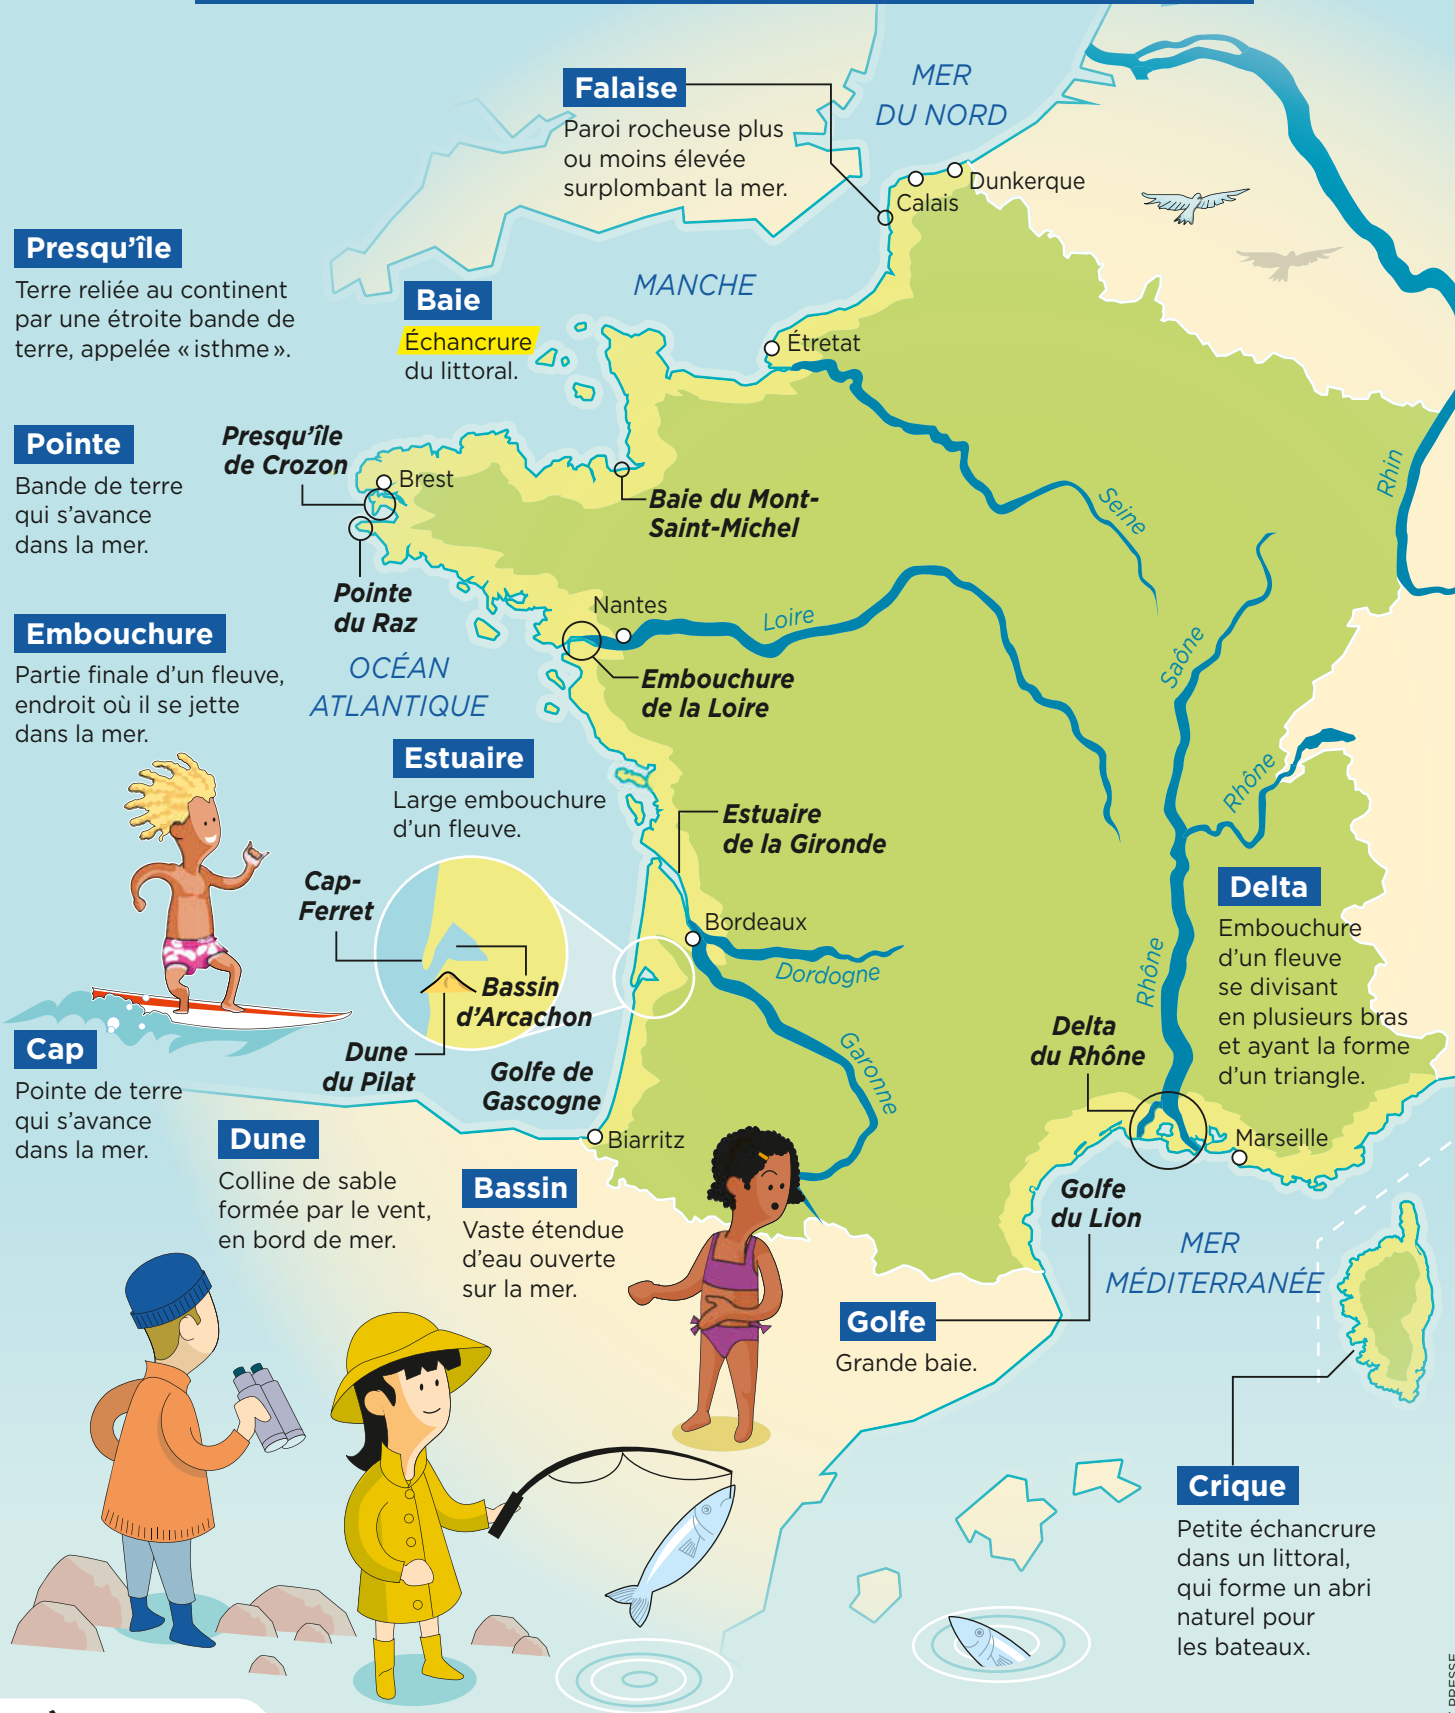 MER
DU NORD
Falaise
Paroi rocheuse plus
ou moins élevée
surplombant la mer.
Dunkerque
Calais
Presqu’île
Terre reliée au continent
par une étroite bande de
terre, appelée « isthme ».
MANCHE
Baie
Échancrure
du littoral.
Étretat
Pointe
Bande de terre
qui s’avance
dans la mer.
Presqu’île
de Crozon
Brest
Baie du Mont-
Saint-Michel
Seine
Rhin
Pointe
du Raz
Nantes
Loire
Embouchure
Partie finale d’un fleuve,
endroit où il se jette
dans la mer.
OCÉAN
ATLANTIQUE
Embouchure
de la Loire
Saône
Rhône
Estuaire
Large embouchure
d’un fleuve.
Estuaire
de la Gironde
Cap-
Ferret
Bordeaux
Dordogne
Garonne
Rhône
Delta
Embouchure
d’un fleuve
se divisant
en plusieurs bras
et ayant la forme
d’un triangle.
Bassin
d’Arcachon
Dune
du Pilat
Golfe de
Gascogne
Delta
du Rhône
Cap
Pointe de terre
qui s’avance
dans la mer.
Dune
Colline de sable
formée par le vent,
en bord de mer.
Biarritz
Marseille
Bassin
Vaste étendue
d’eau ouverte
sur la mer.
Golfe
du Lion
MER
MÉDITERRANÉE
Golfe
Grande baie.
Crique
Petite échancrure
dans un littoral,
qui forme un abri
naturel pour
les bateaux.
PRESSE